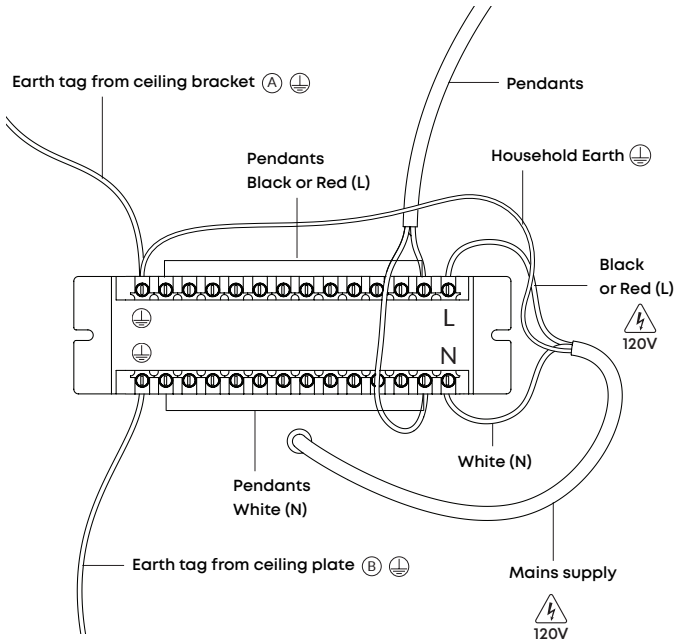 Earth tag from ceiling bracket Ⓐ ⏚
Pendants
Pendants
Black or Red (L)
Household Earth ⏚
Black
or Red (L)
120V
L
N
White (N)
Pendants
White (N)
Earth tag from ceiling plate Ⓑ ⏚
Mains supply
120V